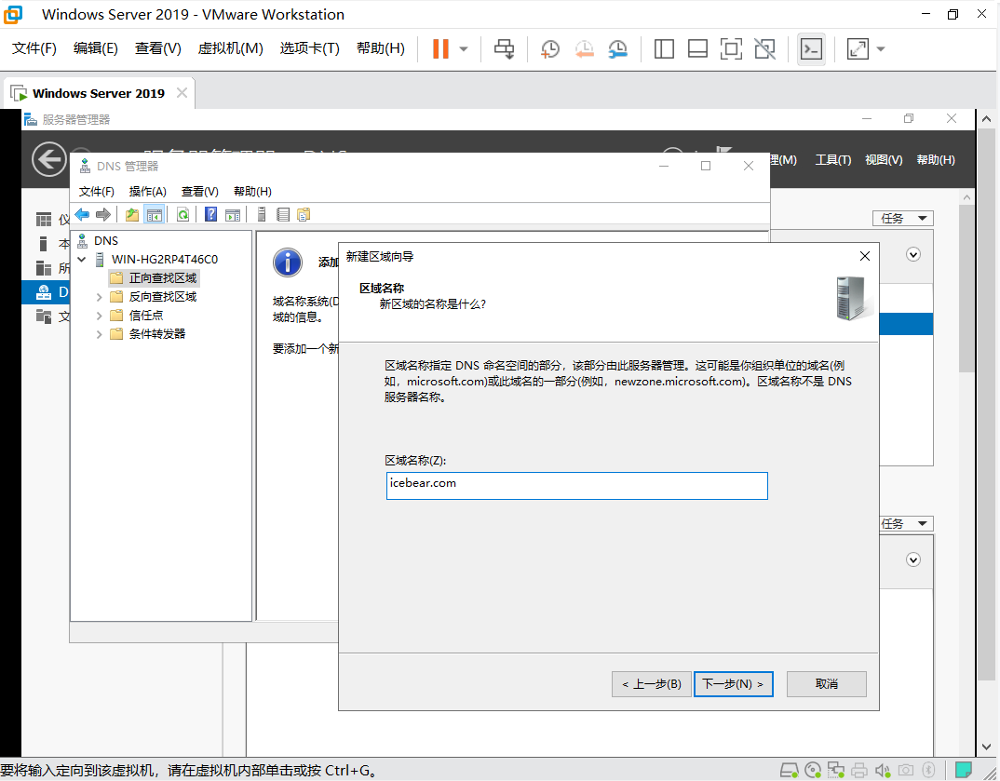 Windows Server 2019 - VMware Workstation
文件(F) 编辑(E) 查看(V) 虚拟机(M) 选项卡(T) 帮助(H)
Windows Server 2019
服务器管理器
理(M) 工具(T) 视图(V) 帮助(H)
DNS 管理器
文件(F) 操作(A) 查看(V) 帮助(H)
仪
本
所
D
文
DNS
WIN-HG2RP4T46C0
正向查找区域
反向查找区域
信任点
条件转发器
添加
域名称系统(D
域的信息。
要添加一个新
任务
任务
新建区域向导
区域名称
新区域的名称是什么?
区域名称指定 DNS 命名空间的部分，该部分由此服务器管理。这可能是你组织单位的域名(例
如，microsoft.com)或此域名的一部分(例如，newzone.microsoft.com)。区域名称不是 DNS
服务器名称。
区域名称(Z):
icebear.com
< 上一步(B) 下一步(N) > 取消
要将输入定向到该虚拟机，请在虚拟机内部单击或按 Ctrl+G。